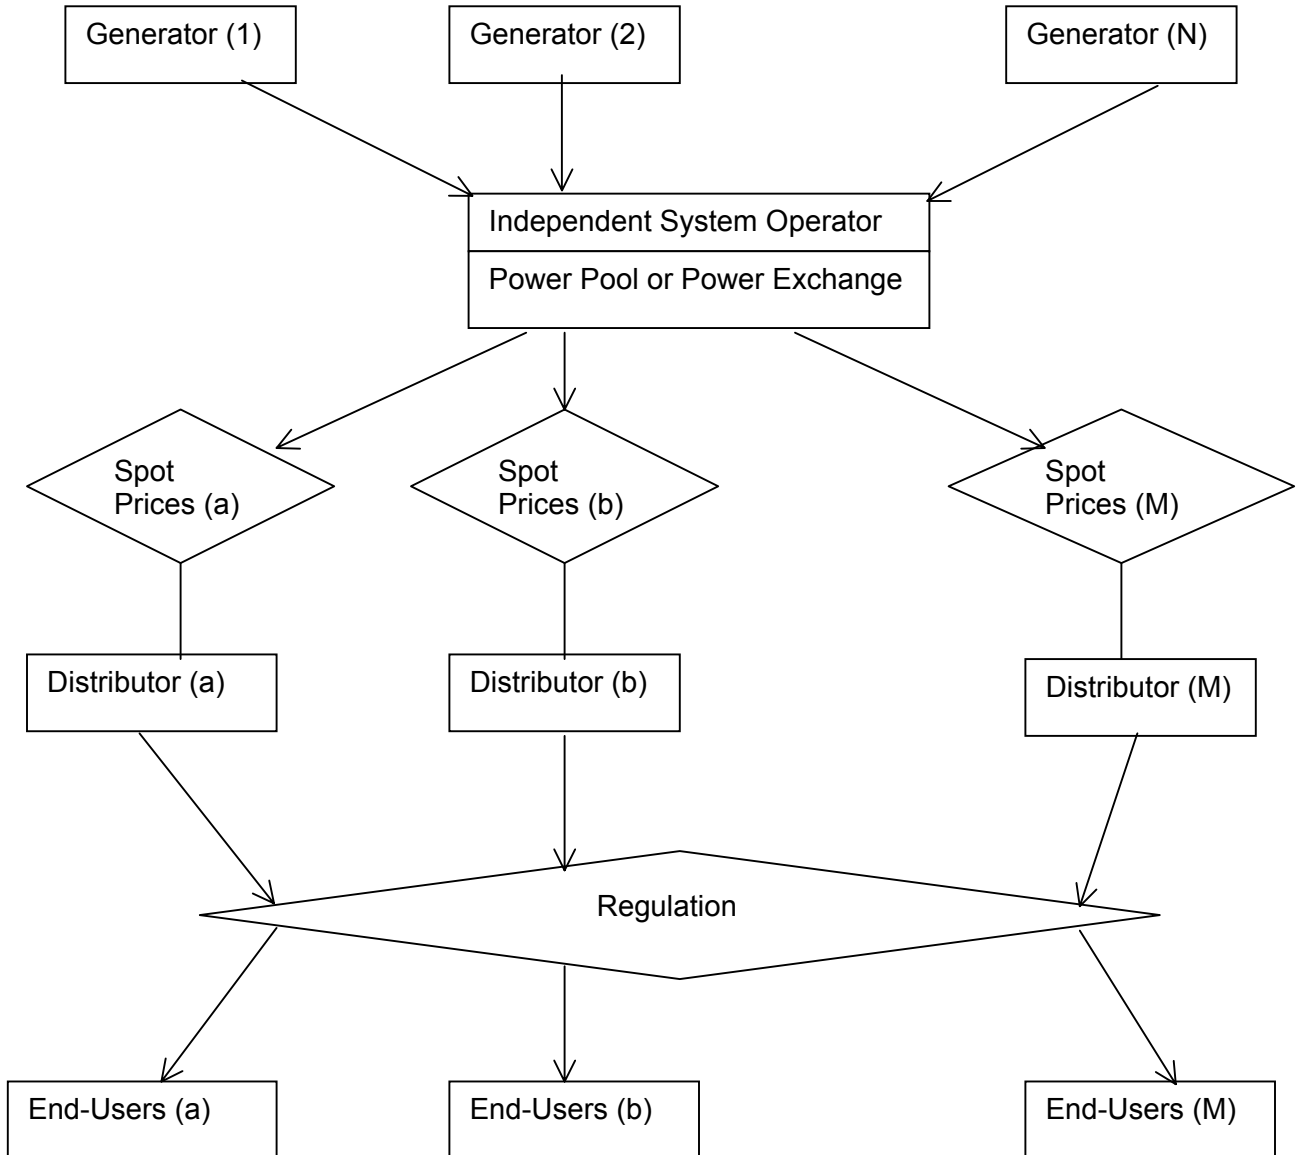 Generator (1)
Generator (2)
Generator (N)
Independent System Operator
Power Pool or Power Exchange
Spot
Prices (a)
Spot
Prices (b)
Spot
Prices (M)
Distributor (a)
Distributor (b)
Distributor (M)
Regulation
End-Users (a)
End-Users (b)
End-Users (M)